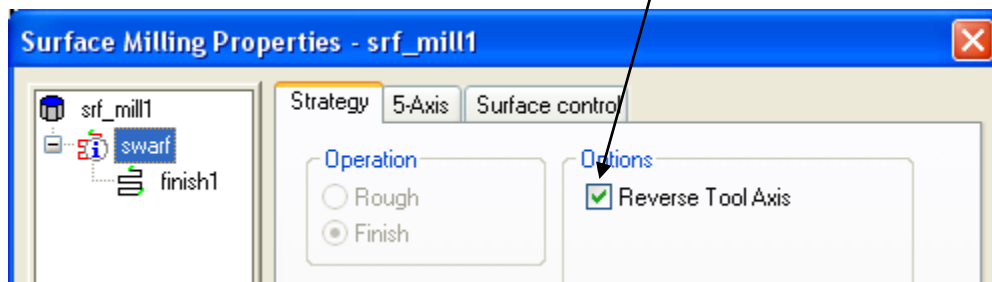 Surface Milling Properties - srf_mill1
srf_mill1
swarf
finish1
Strategy 5-Axis Surface control
Operation
Rough
Finish
Options
Reverse Tool Axis